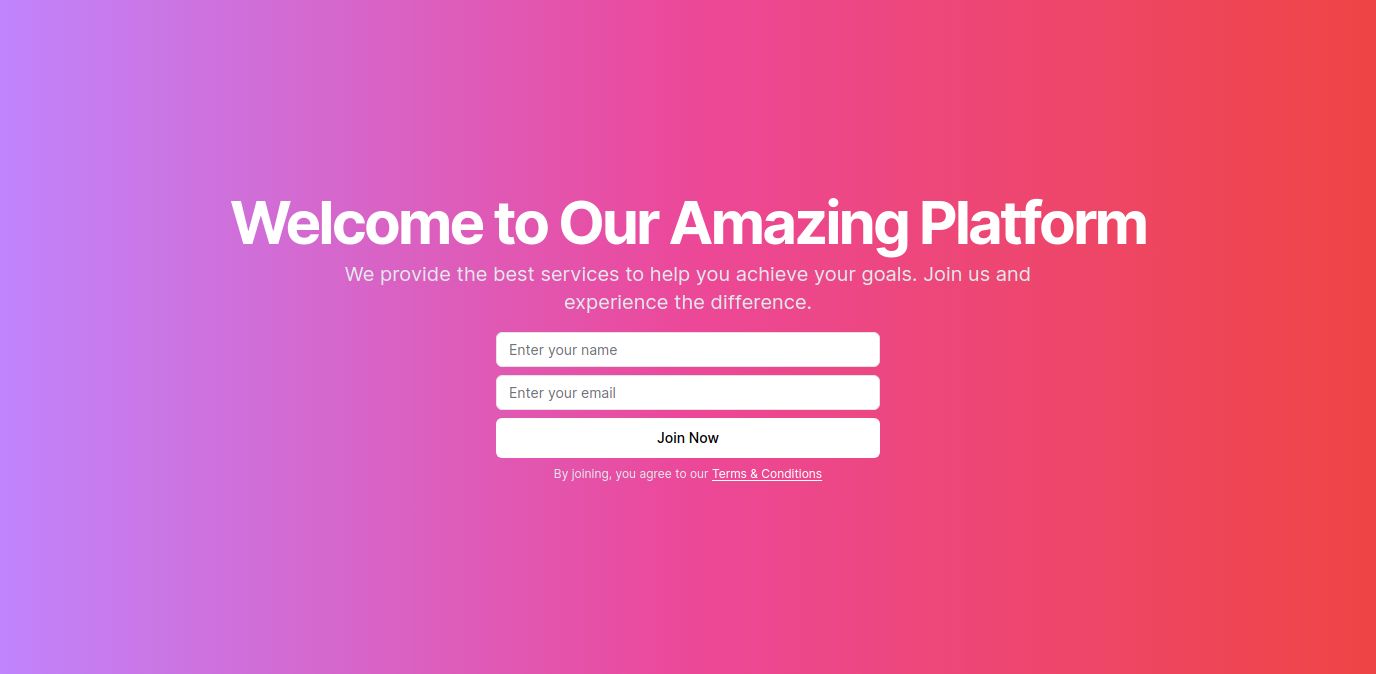 Welcome to Our Amazing Platform
We provide the best services to help you achieve your goals. Join us and
experience the difference.
Enter your name
Enter your email
Join Now
By joining, you agree to our Terms & Conditions